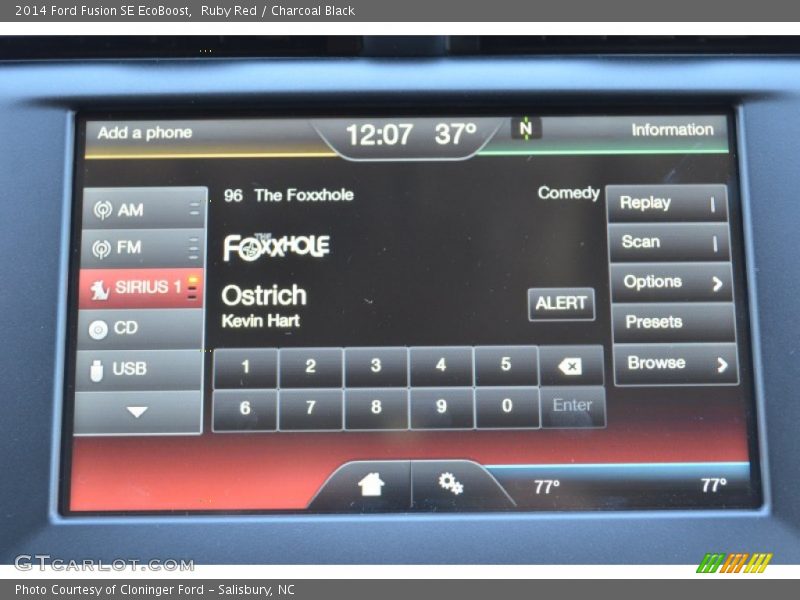 2014 Ford Fusion SE EcoBoost, Ruby Red / Charcoal Black
Add a phone
12:07 37°
N
Information
96 The Foxxhole
Comedy
AM
FM
SIRIUS 1
CD
USB
THE
FOXXHOLE
Ostrich
Kevin Hart
ALERT
Replay
Scan
Options
Presets
Browse
1 2 3 4 5
6 7 8 9 0 Enter
77°
77°
GTCARLOT.COM
Photo Courtesy of Cloninger Ford – Salisbury, NC